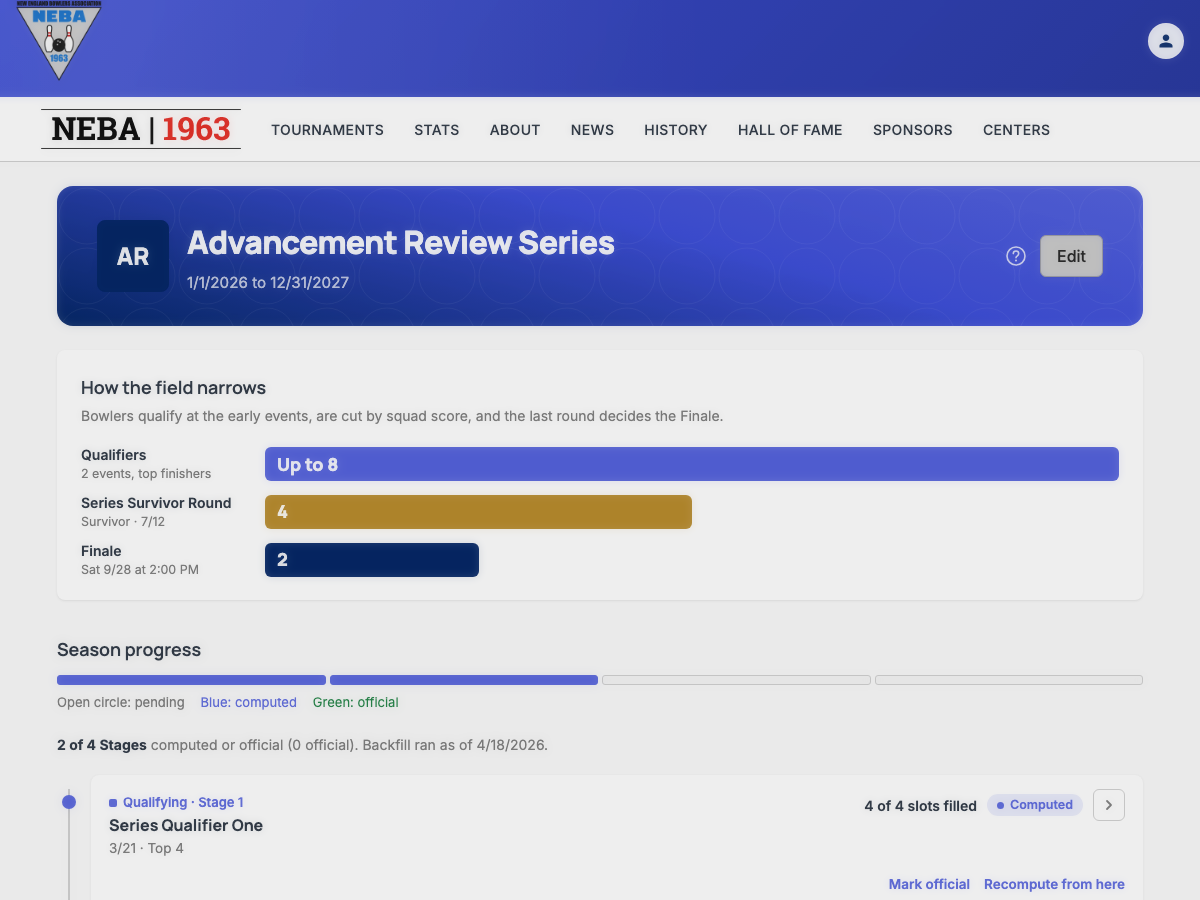 NEW ENGLAND BOWLERS ASSOCIATION
NEBA
1963
NEBA | 1963
TOURNAMENTS
STATS
ABOUT
NEWS
HISTORY
HALL OF FAME
SPONSORS
CENTERS
AR
Advancement Review Series
1/1/2026 to 12/31/2027
?
Edit
How the field narrows
Bowlers qualify at the early events, are cut by squad score, and the last round decides the Finale.
Qualifiers
2 events, top finishers
Up to 8
Series Survivor Round
Survivor · 7/12
4
Finale
Sat 9/28 at 2:00 PM
2
Season progress
Open circle: pending Blue: computed Green: official
2 of 4 Stages computed or official (0 official). Backfill ran as of 4/18/2026.
Qualifying · Stage 1
Series Qualifier One
3/21 · Top 4
4 of 4 slots filled
Computed
Mark official
Recompute from here